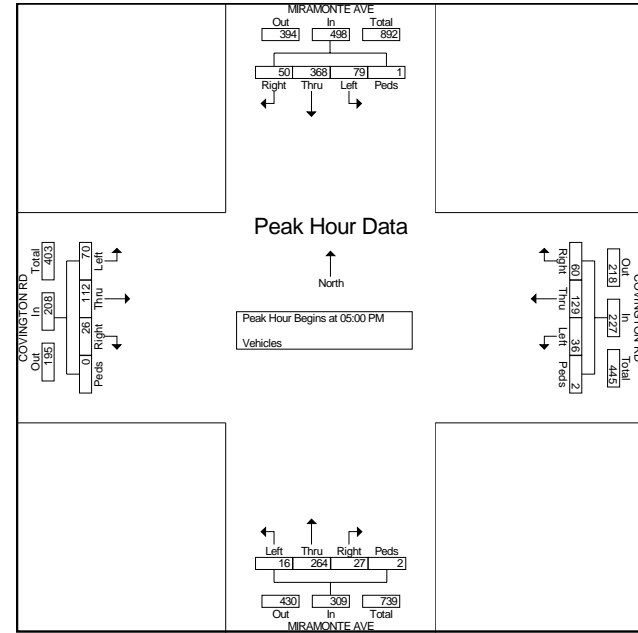 MIRAMONTE AVE
Out In Total
394 498 892
50 368 79 1
Right Thru Left Peds
Peak Hour Data
North
Peak Hour Begins at 05:00 PM
Vehicles
COVINGTON RD
Total In Out
403 208 195
70 112 26 0
Left Thru Right Peds
Right Thru Left Peds
60 129 36 2
Out In Total
218 227 445
COVINGTON RD
Left Thru Right Peds
16 264 27 2
430 309 739
Out In Total
MIRAMONTE AVE